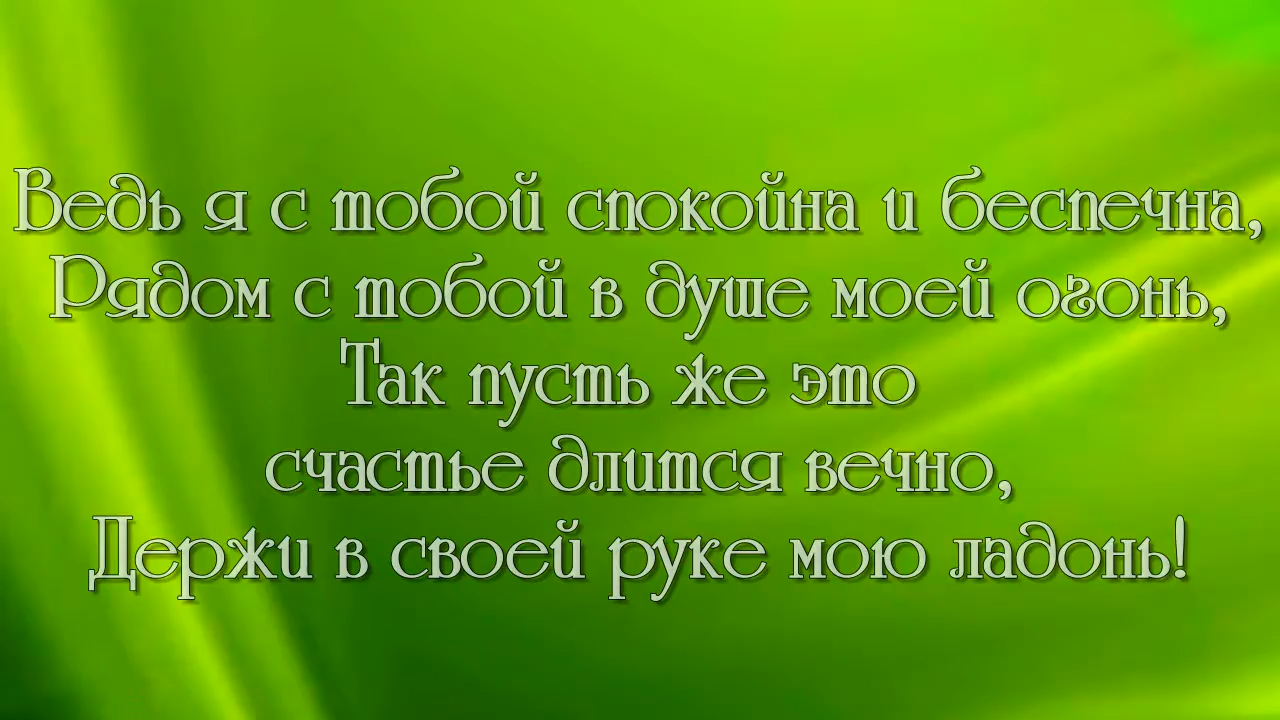 Ведь я с тобой спокойна и беспечна,
Рядом с тобой в душе моей огонь,
Так пусть же это
счастье длится вечно,
Держи в своей руке мою ладонь!